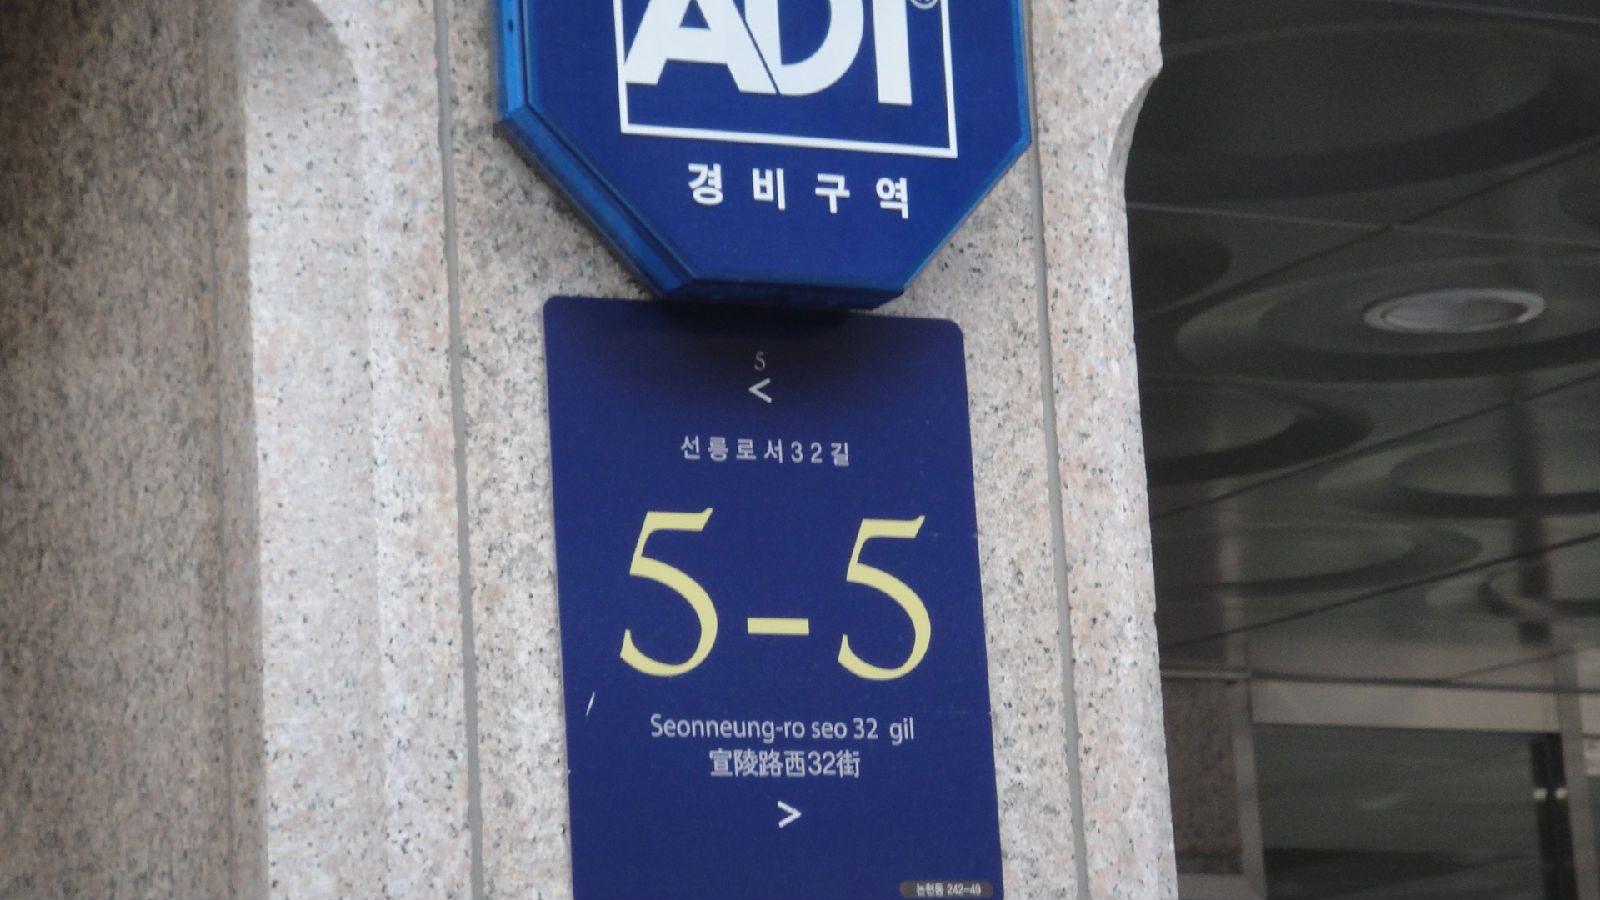 ADT®
경비구역
5
<
선릉로서32길
5-5
Seonneung-ro seo 32 gil
宣陵路西32街
>
논현동 242-49